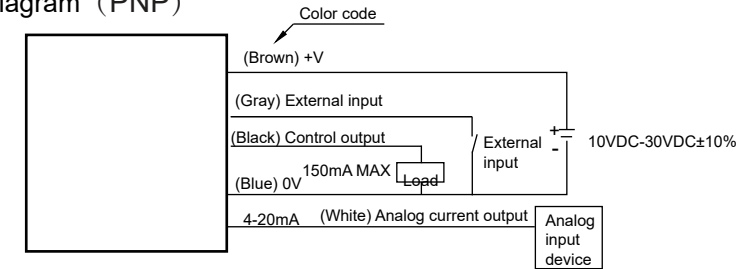 iagram（PNP）
Color code
(Brown) +V
(Gray) External input
(Black) Control output
+
-
External
input
10VDC-30VDC±10%
150mA MAX
Load
(Blue) 0V
4-20mA
(White) Analog current output
Analog
input
device